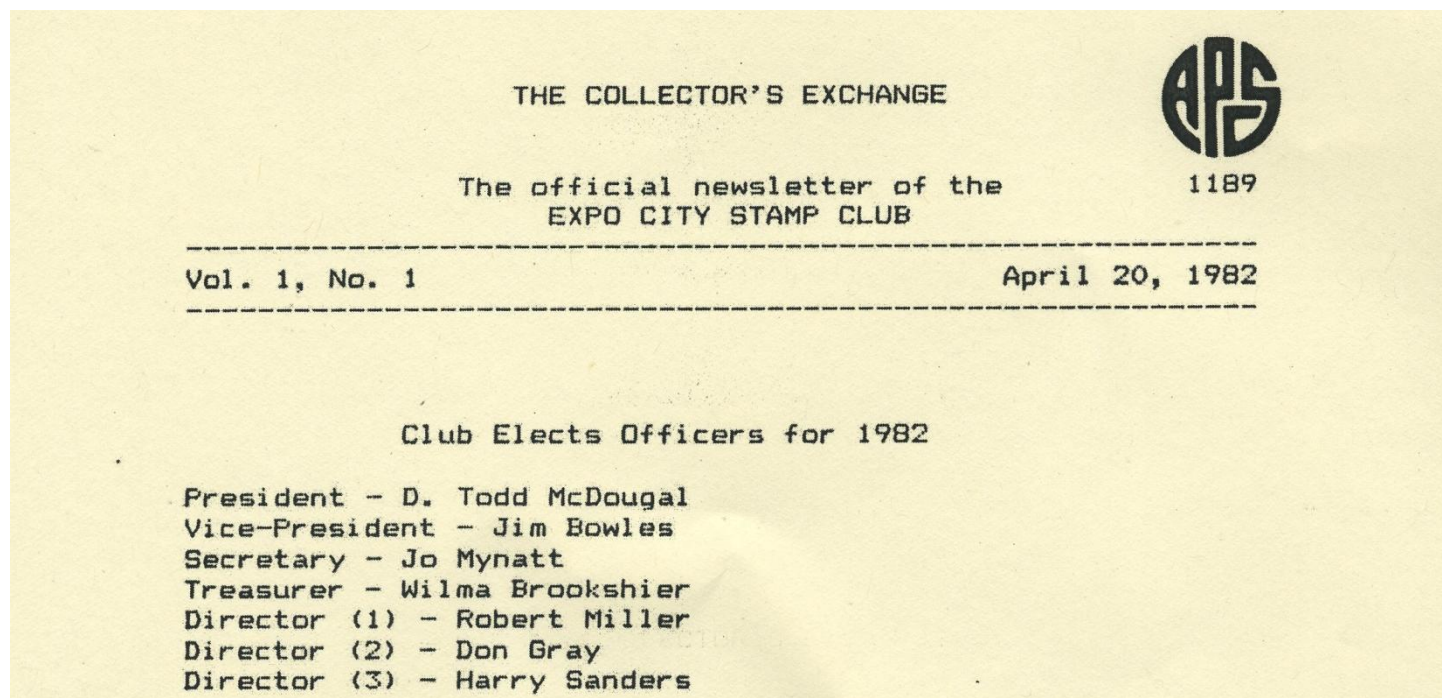 THE COLLECTOR'S EXCHANGE
APS
The official newsletter of the
1189
EXPO CITY STAMP CLUB
Vol. 1, No. 1 April 20, 1982
Club Elects Officers for 1982
President - D. Todd McDougal
Vice-President - Jim Bowles
Secretary - Jo Mynatt
Treasurer - Wilma Brookshier
Director (1) - Robert Miller
Director (2) - Don Gray
Director (3) - Harry Sanders